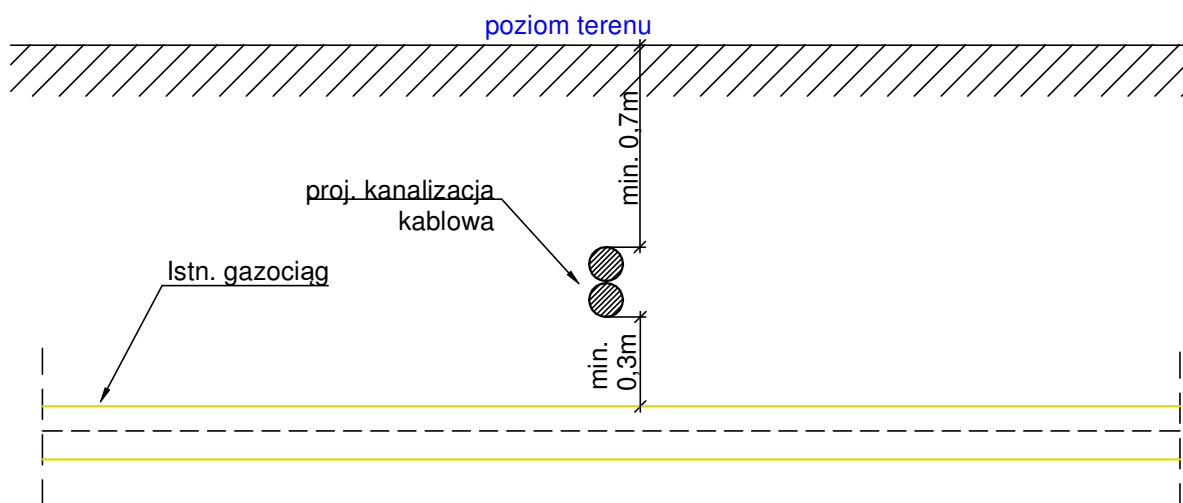 poziom terenu
min. 0,7m
proj. kanalizacja
kablowa
Istn. gazociąg
min.
0,3m